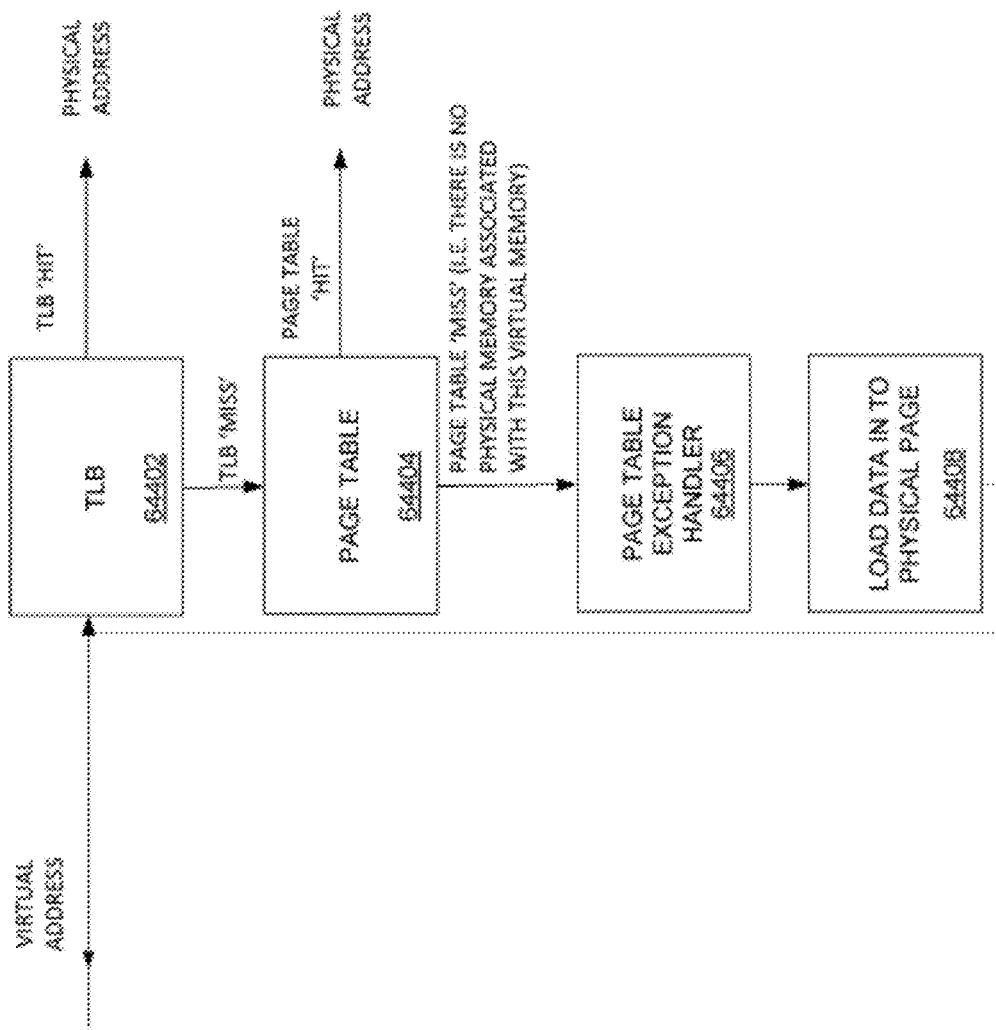 VIRTUAL
ADDRESS
TLB
64402
TLB 'HIT'
PHYSICAL
ADDRESS
TLB 'MISS'
PAGE TABLE
64404
PAGE TABLE
'HIT'
PHYSICAL
ADDRESS
PAGE TABLE 'MISS' (I.E. THERE IS NO
PHYSICAL MEMORY ASSOCIATED
WITH THIS VIRTUAL MEMORY)
PAGE TABLE
EXCEPTION
HANDLER
64406
LOAD DATA IN TO
PHYSICAL PAGE
64408